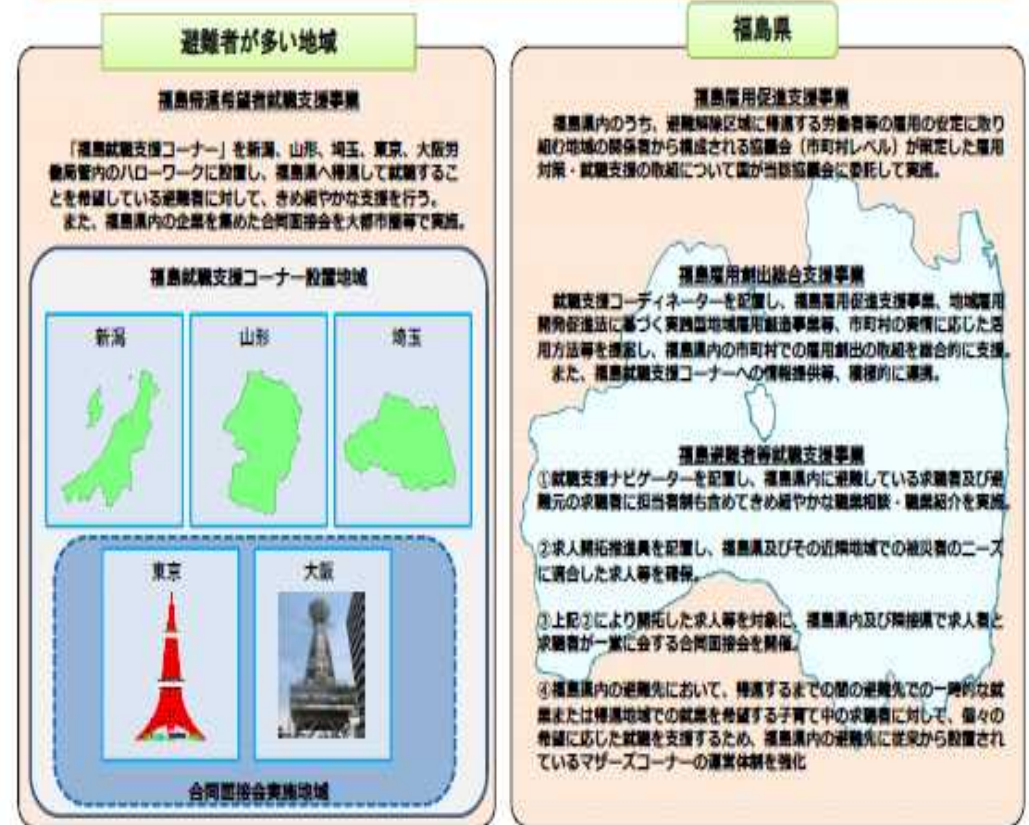 避難者が多い地域
福島帰還希望者就職支援事業
「福島就職支援コーナー」を新潟、山形、埼玉、東京、大阪労
働局管内のハローワークに設置し、福島県へ帰還して就職するこ
とを希望している避難者に対して、きめ細やかな支援を行う。
また、福島県内の企業を集めた合同面接会を大都市圏等で実施。
福島就職支援コーナー設置地域
新潟
山形
埼玉
東京
大阪
合同面接会実施地域
福島県
福島雇用促進支援事業
福島県内のうち、避難解除区域に帰還する労働者等の雇用の安定に取り
組む地域の関係者から構成される協議会（市町村レベル）が策定した雇用
対策・就職支援の取組について国が当該協議会に委託して実施。
福島雇用創出総合支援事業
就職支援コーディネーターを配置し、福島雇用促進支援事業、地域雇用
開発促進法に基づく実践型地域雇用創造事業等、市町村の実情に応じた活
用方法等を提案し、福島県内の市町村での雇用創出の取組を総合的に支援。
また、福島就職支援コーナーへの情報提供等、積極的に連携。
福島避難者等就職支援事業
①就職支援ナビゲーターを配置し、福島県内に避難している求職者及び避
難元の求職者に担当者制も含めてきめ細やかな職業相談・職業紹介を実施。
②求人開拓推進員を配置し、福島県及びその近隣地域での被災者のニーズ
に適合した求人等を確保。
③上記②により開拓した求人等を対象に、福島県内及び隣接県で求人者と
求職者が一堂に会する合同面接会を開催。
④福島県内の避難先において、帰還するまでの間の避難先での一時的な就
業または帰還地域での就業を希望する子育て中の求職者に対して、個々の
希望に応じた就職を支援するため、福島県内の避難先に従来から設置され
ているマザーズコーナーの運営体制を強化